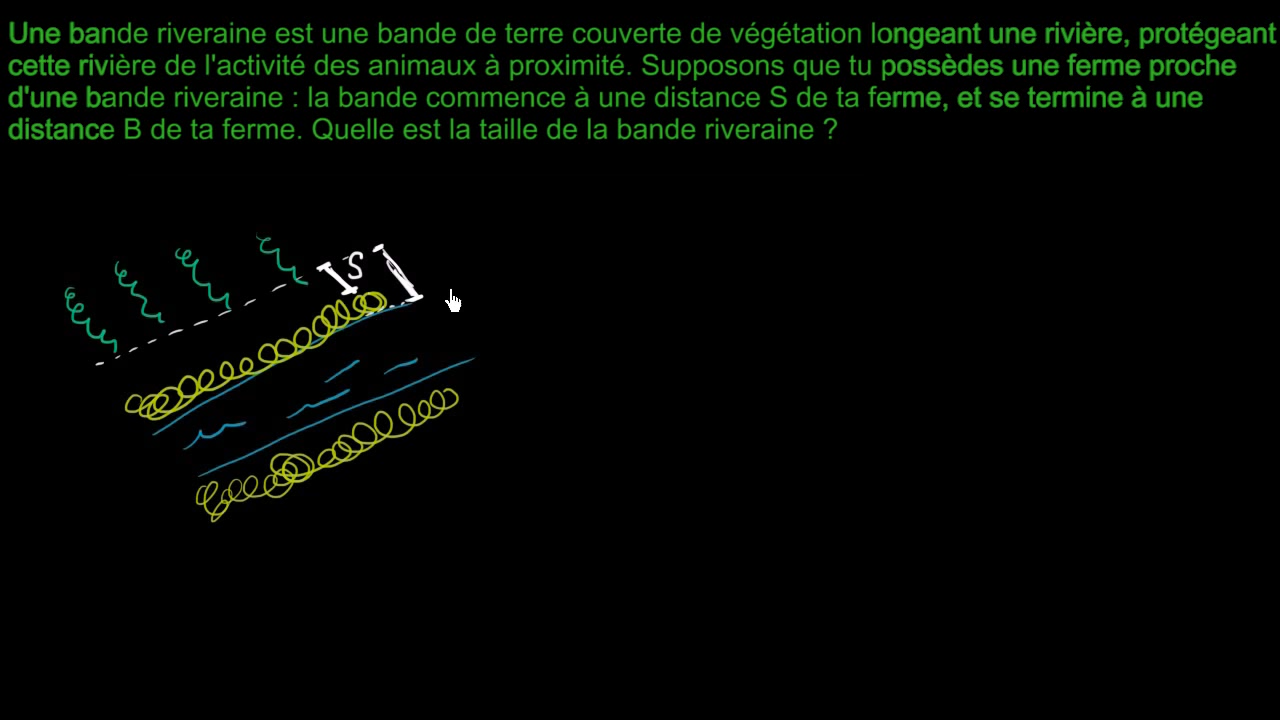 Une bande riveraine est une bande de terre couverte de végétation longeant une rivière, protégeant
cette rivière de l'activité des animaux à proximité. Supposons que tu possèdes une ferme proche
d'une bande riveraine : la bande commence à une distance S de ta ferme, et se termine à une
distance B de ta ferme. Quelle est la taille de la bande riveraine ?
S